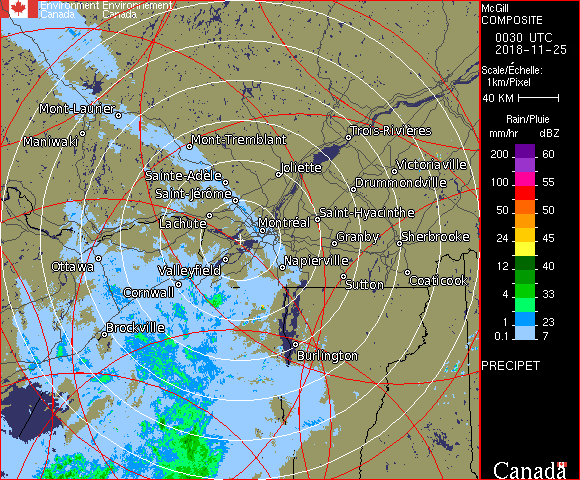 Environment Environnement
Canada Canada
McGill
COMPOSITE
0030 UTC
2018-11-25
Scale/Échelle:
1km/Pixel
40 KM
Rain/Pluie
mm/hr dBZ
200 60
100 55
50 50
24 45
12 40
8 33
4 30
1 23
0.1 7
PRECIPET
Canada
Mont-Laurier
Maniwaki
Mont-Tremblant
Trois-Rivières
Joliette
Victoriaville
Sainte-Adèle
Drummondville
Saint-Jérôme
Saint-Hyacinthe
Lachute
Montréal
Granby
Sherbrooke
Ottawa
Valleyfield
Napierville
Cornwall
Sutton
Coaticook
Brockville
Burlington